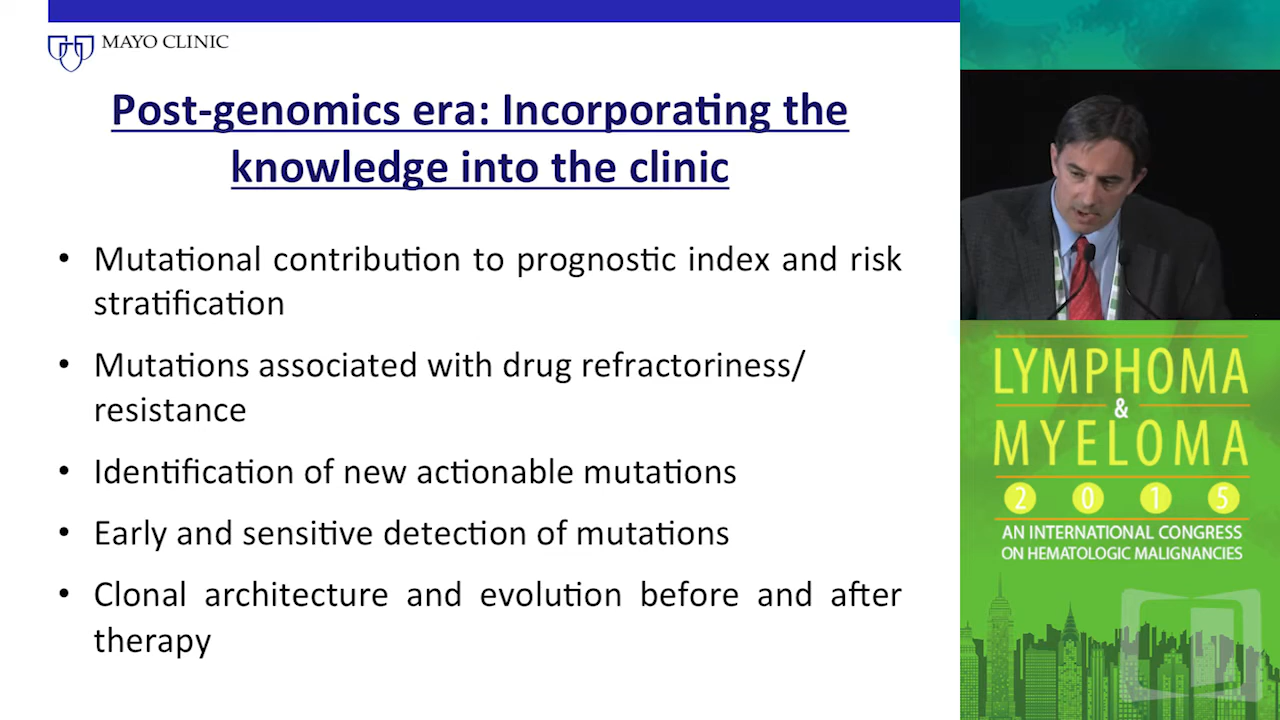 MAYO CLINIC
Post-genomics era: Incorporating the
knowledge into the clinic
• Mutational contribution to prognostic index and risk
stratification
• Mutations associated with drug refractoriness/
resistance
• Identification of new actionable mutations
• Early and sensitive detection of mutations
• Clonal architecture and evolution before and after
therapy
LYMPHOMA
&
MYELOMA
2 0 1 5
AN INTERNATIONAL CONGRESS
ON HEMATOLOGIC MALIGNANCIES